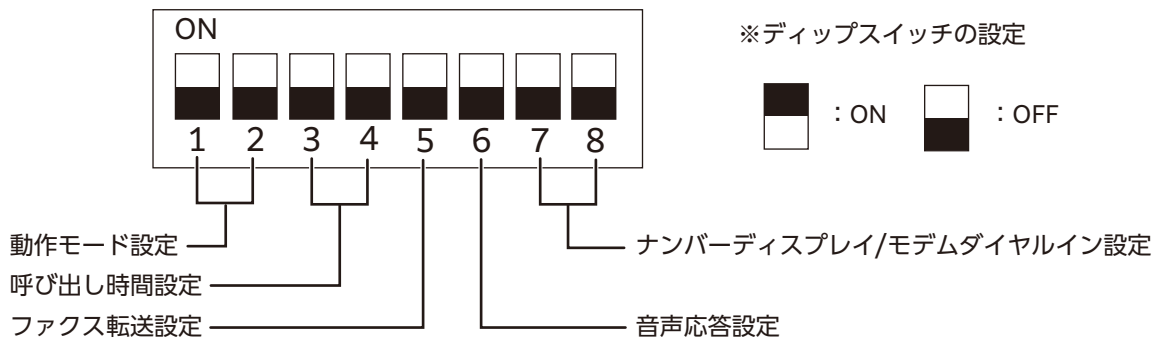 ON
※ディップスイッチの設定
：ON
：OFF
1 2 3 4 5 6 7 8
動作モード設定
ナンバーディスプレイ/モデムダイヤルイン設定
呼び出し時間設定
ファクス転送設定
音声応答設定